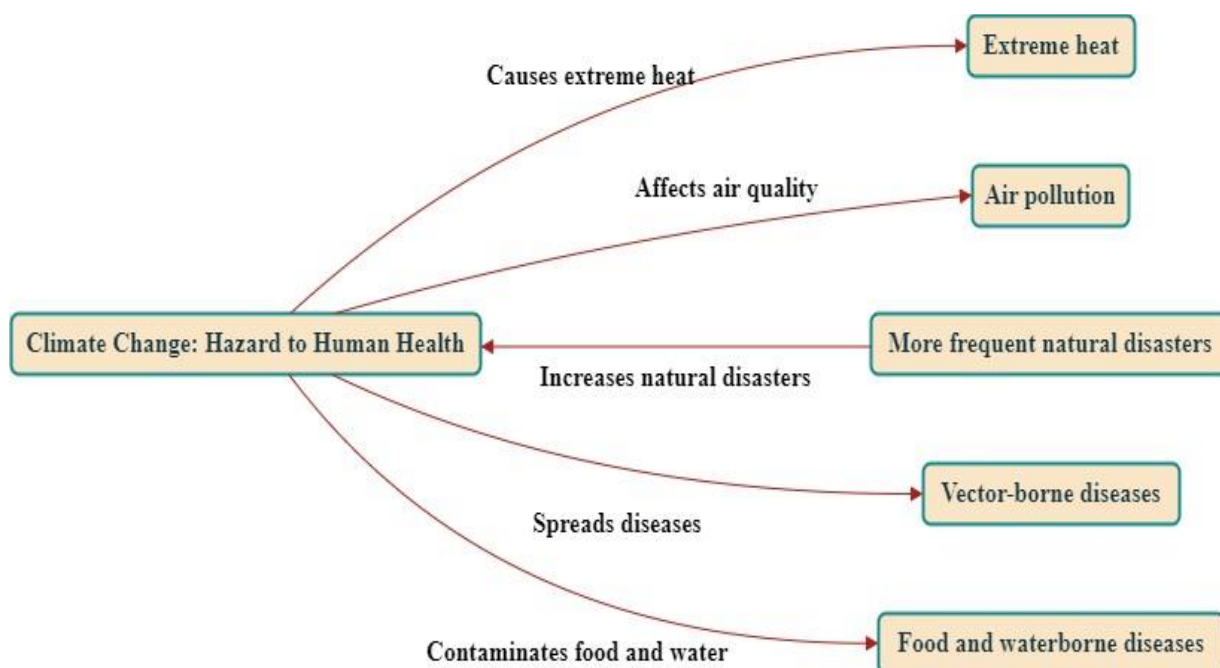 Extreme heat
Causes extreme heat
Affects air quality
Air pollution
Climate Change: Hazard to Human Health
More frequent natural disasters
Increases natural disasters
Vector-borne diseases
Spreads diseases
Food and waterborne diseases
Contaminates food and water